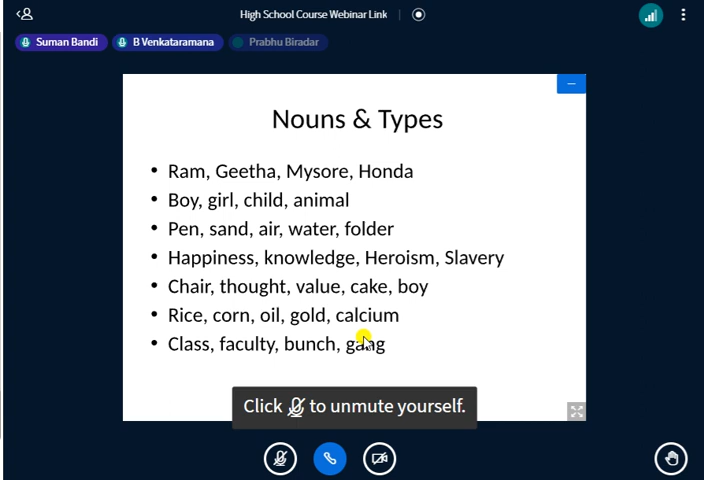 High School Course Webinar Link
Suman Bandi B Venkataramana Prabhu Biradar
Nouns & Types
• Ram, Geetha, Mysore, Honda
• Boy, girl, child, animal
• Pen, sand, air, water, folder
• Happiness, knowledge, Heroism, Slavery
• Chair, thought, value, cake, boy
• Rice, corn, oil, gold, calcium
• Class, faculty, bunch, gang
Click to unmute yourself.